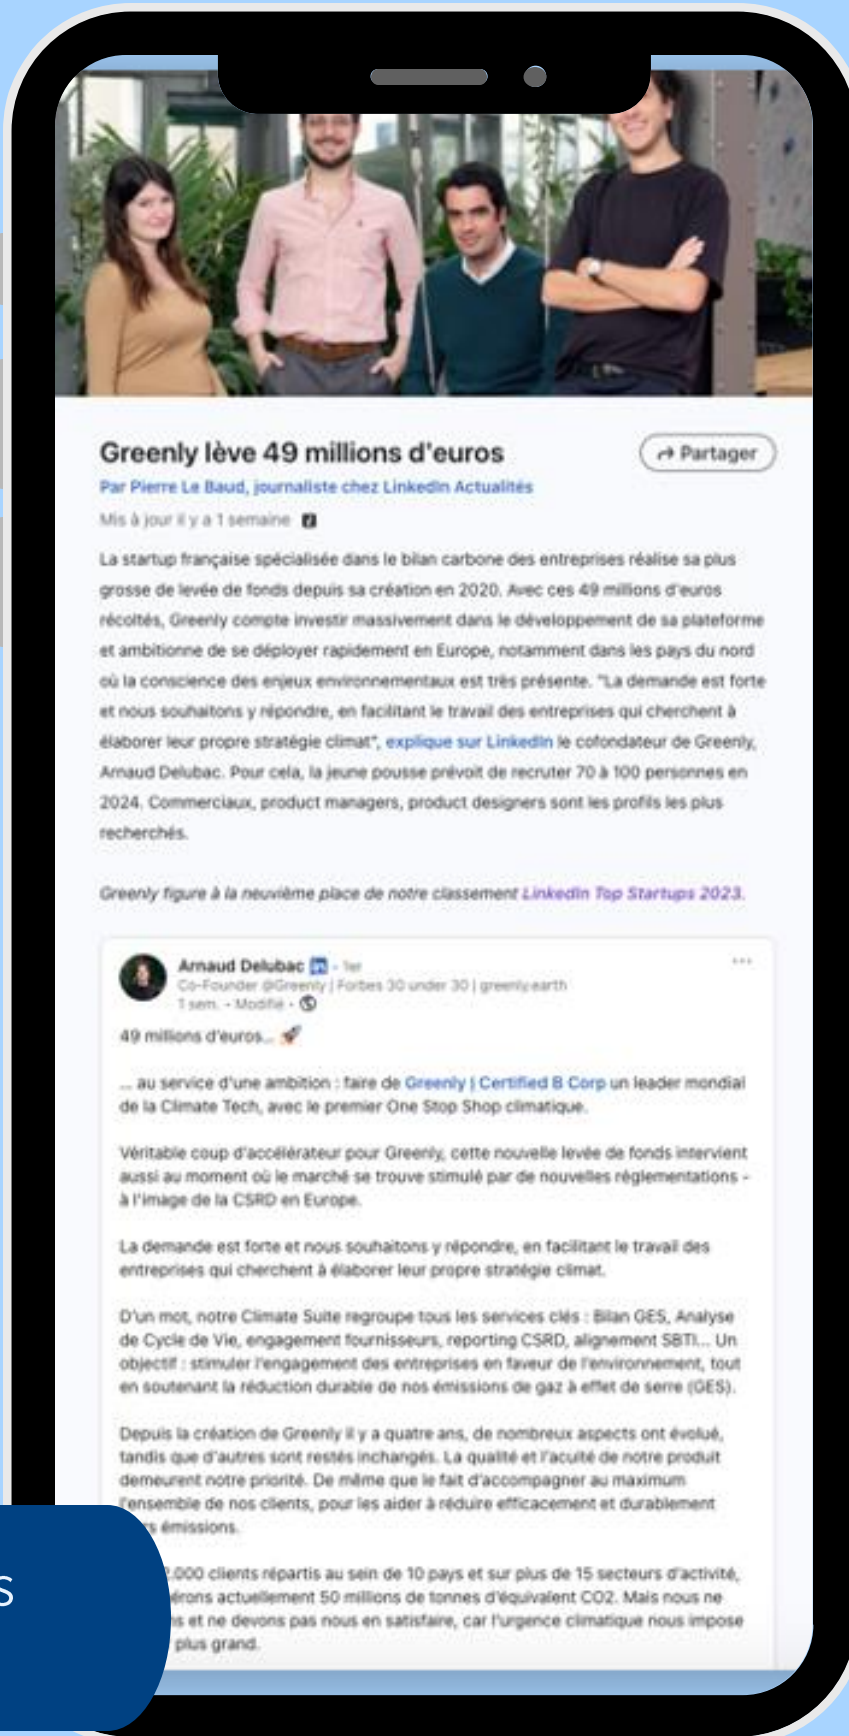 Greenly lève 49 millions d'euros
Partager
Par Pierre Le Baud, journaliste chez LinkedIn Actualités
Mis à jour il y a 1 semaine
La startup française spécialisée dans le bilan carbone des entreprises réalise sa plus
grosse de levée de fonds depuis sa création en 2020. Avec ces 49 millions d'euros
récoltés, Greenly compte investir massivement dans le développement de sa plateforme
et ambitionne de se déployer rapidement en Europe, notamment dans les pays du nord
où la conscience des enjeux environnementaux est très présente. "La demande est forte
et nous souhaitons y répondre, en facilitant le travail des entreprises qui cherchent à
élaborer leur propre stratégie climat", explique sur LinkedIn le cofondateur de Greenly,
Arnaud Delubac. Pour cela, la jeune pousse prévoit de recruter 70 à 100 personnes en
2024. Commerciaux, product managers, product designers sont les profils les plus
recherchés.
Greenly figure à la neuvième place de notre classement LinkedIn Top Startups 2023.
Arnaud Delubac in - 1er
Co-Founder @Greenly | Forbes 30 under 30 | greenly.earth
1 sem. • Modifié •
49 millions d'euros... 🚀
... au service d'une ambition : faire de Greenly | Certified B Corp un leader mondial
de la Climate Tech, avec le premier One Stop Shop climatique.
Véritable coup d'accélérateur pour Greenly, cette nouvelle levée de fonds intervient
aussi au moment où le marché se trouve stimulé par de nouvelles réglementations -
à l'image de la CSRD en Europe.
La demande est forte et nous souhaitons y répondre, en facilitant le travail des
entreprises qui cherchent à élaborer leur propre stratégie climat.
D'un mot, notre Climate Suite regroupe tous les services clés : Bilan GES, Analyse
de Cycle de Vie, engagement fournisseurs, reporting CSRD, alignement SBTI... Un
objectif : stimuler l'engagement des entreprises en faveur de l'environnement, tout
en soutenant la réduction durable de nos émissions de gaz à effet de serre (GES).
Depuis la création de Greenly il y a quatre ans, de nombreux aspects ont évolué,
tandis que d'autres sont restés inchangés. La qualité et l'acuité de notre produit
demeurent notre priorité. De même que le fait d'accompagner au maximum
l'ensemble de nos clients, pour les aider à réduire efficacement et durablement
s émissions.
.000 clients répartis au sein de 10 pays et sur plus de 15 secteurs d'activité,
érons actuellement 50 millions de tonnes d'équivalent CO2. Mais nous ne
ns et ne devons pas nous en satisfaire, car l'urgence climatique nous impose
plus grand.
S